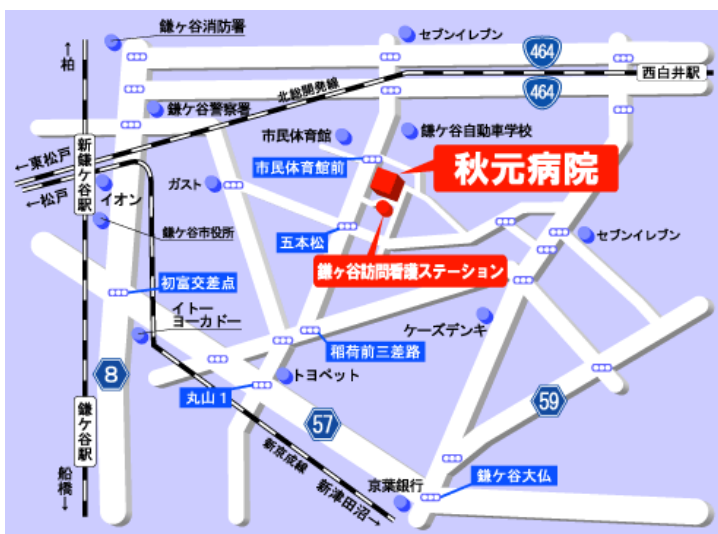 鎌ヶ谷消防署
セブンイレブン
464
←柏
西白井駅
北総開発線
464
鎌ケ谷警察署
市民体育館
鎌ケ谷自動車学校
←東松戸
新鎌ケ谷駅
市民体育館前
秋元病院
←松戸
イオン
ガスト
鎌ケ谷市役所
五本松
セブンイレブン
鎌ヶ谷訪問看護ステーション
初富交差点
イトー
ヨーカドー
ケーズデンキ
稲荷前三差路
8
トヨペット
丸山1
57
59
鎌ケ谷駅
新京成線
鎌ケ谷大仏
船橋→
新津田沼→
京葉銀行